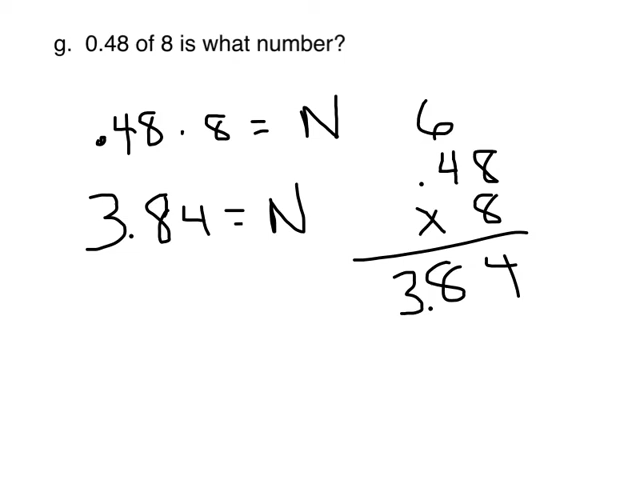 g. 0.48 of 8 is what number?
.48 · 8 = N
3.84 = N
6
.48
x 8
3.84